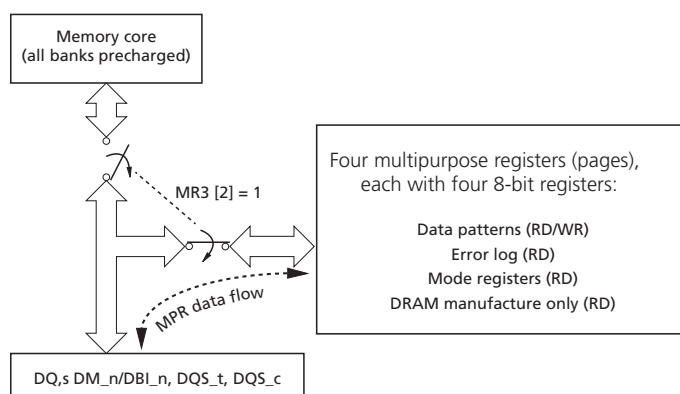 Memory core
(all banks precharged)
MR3 [2] = 1
Four multipurpose registers (pages),
each with four 8-bit registers:
Data patterns (RD/WR)
Error log (RD)
Mode registers (RD)
DRAM manufacture only (RD)
MPR data flow
DQ,s DM_n/DBI_n, DQS_t, DQS_c